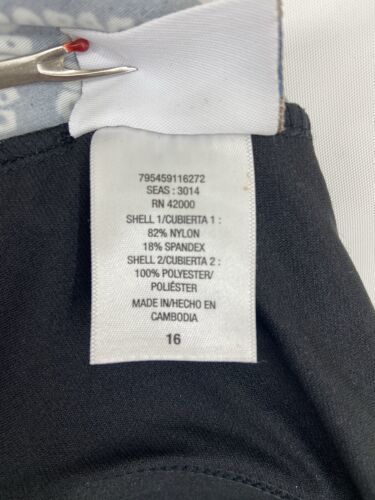 795459116272
SEAS : 3014
RN 42000
SHELL 1/CUBIERTA 1 :
82% NYLON
18% SPANDEX
SHELL 2/CUBIERTA 2 :
100% POLYESTER/
POLIÉSTER
MADE IN/HECHO EN
CAMBODIA
16